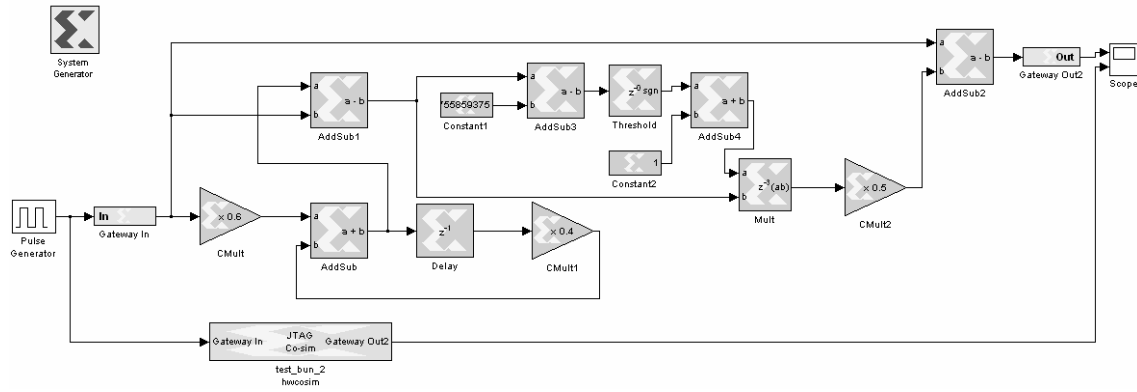 System
Generator
a
b
a - b
AddSub1
755859375
Constant1
a
b
a - b
AddSub3
z⁻⁰ sgn
Threshold
a
b
a + b
AddSub4
1
Constant2
a
b
a - b
AddSub2
Out
Gateway Out2
Scope
Pulse
Generator
In
Gateway In
x 0.6
CMult
a
b
a + b
AddSub
z⁻¹
Delay
x 0.4
CMult1
a
b
Mult
x 0.5
CMult2
Gateway In
JTAG
Co-sim
Gateway Out2
test_bun_2
hwcosim